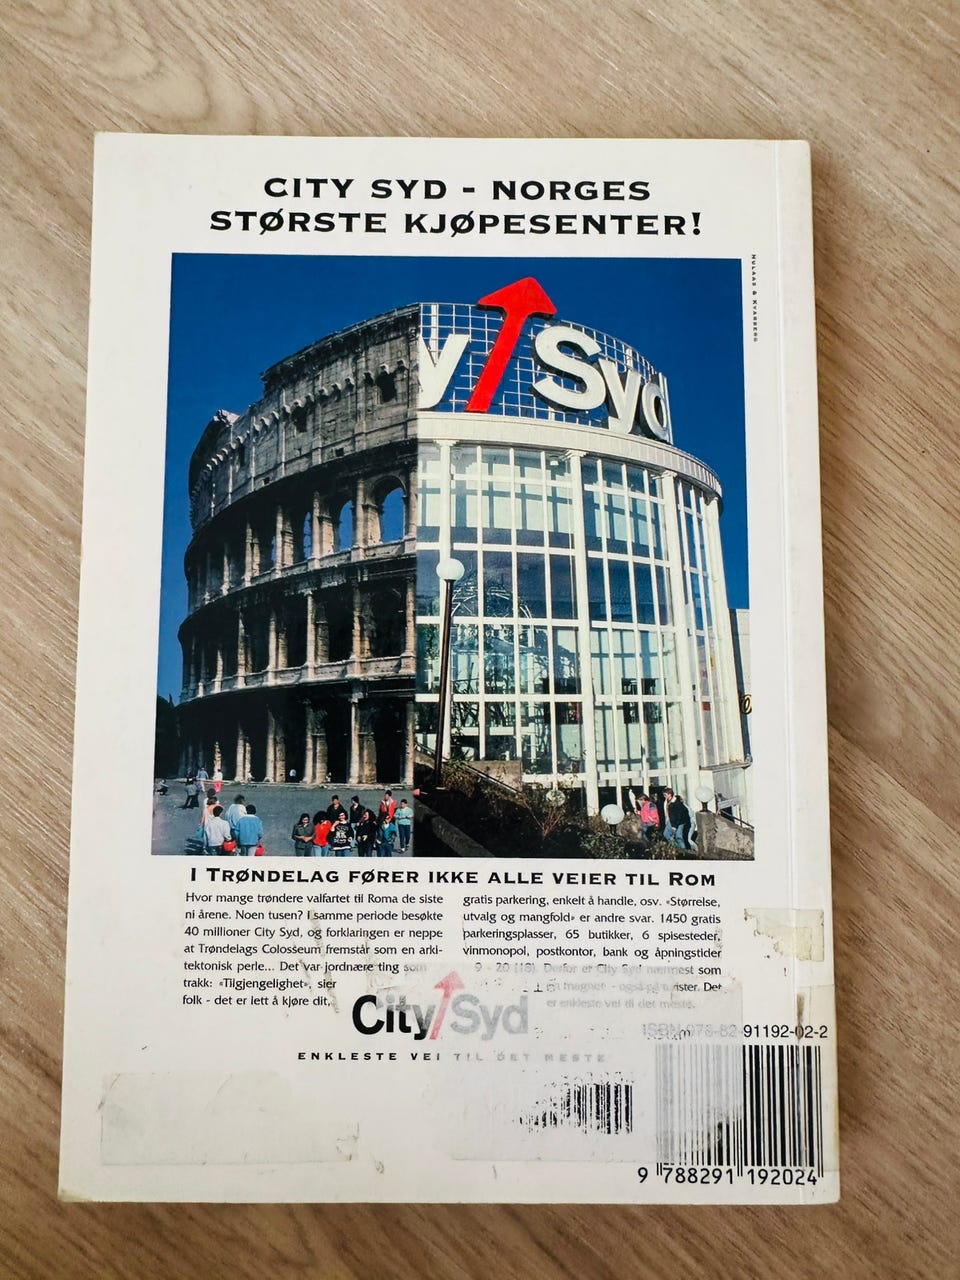 CITY SYD - NORGES
STØRSTE KJØPESENTER!
HULAAS & KVARBERG
y Syd
I TRØNDELAG FØRER IKKE ALLE VEIER TIL ROM
Hvor mange trøndere valfartet til Roma de siste
ni årene. Noen tusen? I samme periode besøkte
40 millioner City Syd, og forklaringen er neppe
at Trøndelags Colosseum fremstår som en arki-
tektonisk perle... Det var jordnære ting som
trakk: «Tilgjengelighet», sier
folk - det er lett å kjøre dit,
gratis parkering, enkelt å handle, osv. «Størrelse,
utvalg og mangfold» er andre svar. 1450 gratis
parkeringsplasser, 65 butikker, 6 spisesteder,
vinmonopol, postkontor, bank og åpningstider
9 - 20 (18). Derfor er City Syd nærmest som
en magnet - også på turister. Det
er enkleste vei til det meste.
City Syd
ENKLESTE VEI TIL DET MESTE
ISBN 978-82-91192-02-2
9 788291 192024